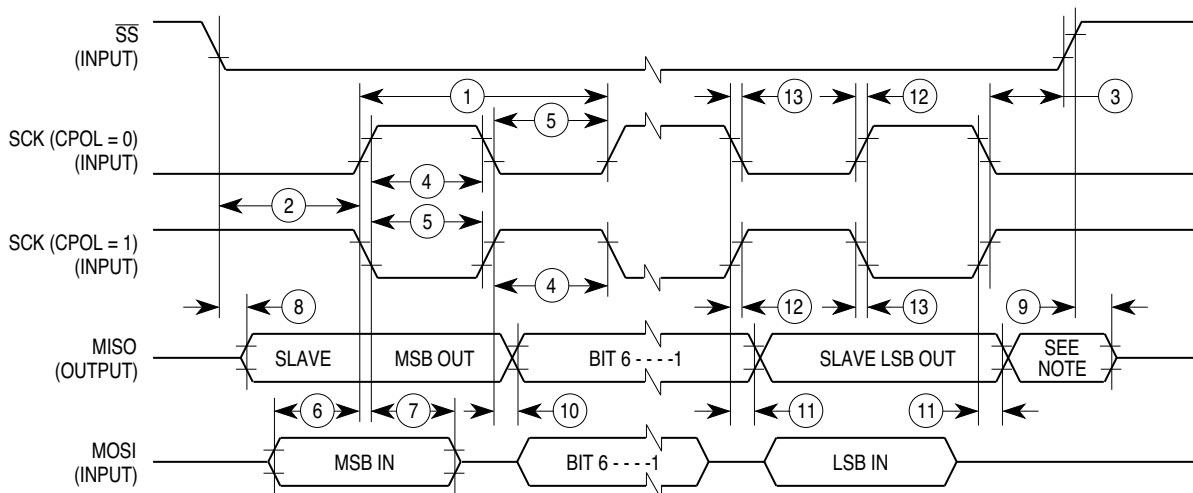 S̅S̅
(INPUT)
1
13
12
3
5
SCK (CPOL = 0)
(INPUT)
4
2
5
SCK (CPOL = 1)
(INPUT)
4
8
12
13
9
MISO
(OUTPUT)
SLAVE
MSB OUT
BIT 6 - - - -1
SLAVE LSB OUT
SEE
NOTE
6
7
10
11
11
MOSI
(INPUT)
MSB IN
BIT 6 - - - -1
LSB IN